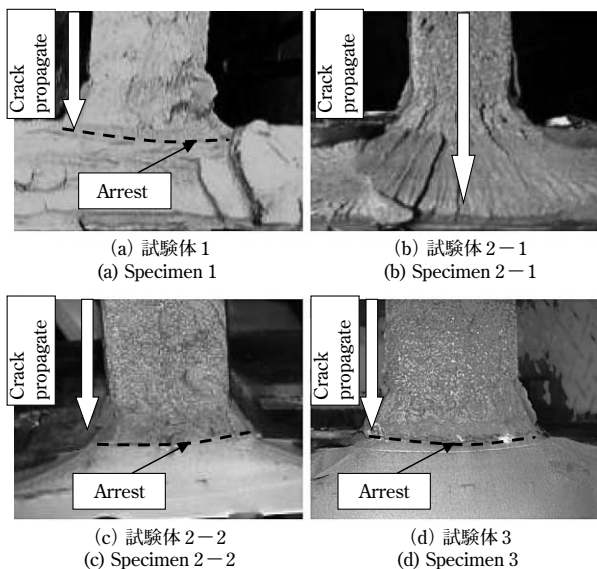 Crack
propagate
Arrest
(a) 試験体1
(a) Specimen 1
Crack
propagate
(b) 試験体2-1
(b) Specimen 2-1
Crack
propagate
Arrest
(c) 試験体2-2
(c) Specimen 2-2
Crack
propagate
Arrest
(d) 試験体3
(d) Specimen 3